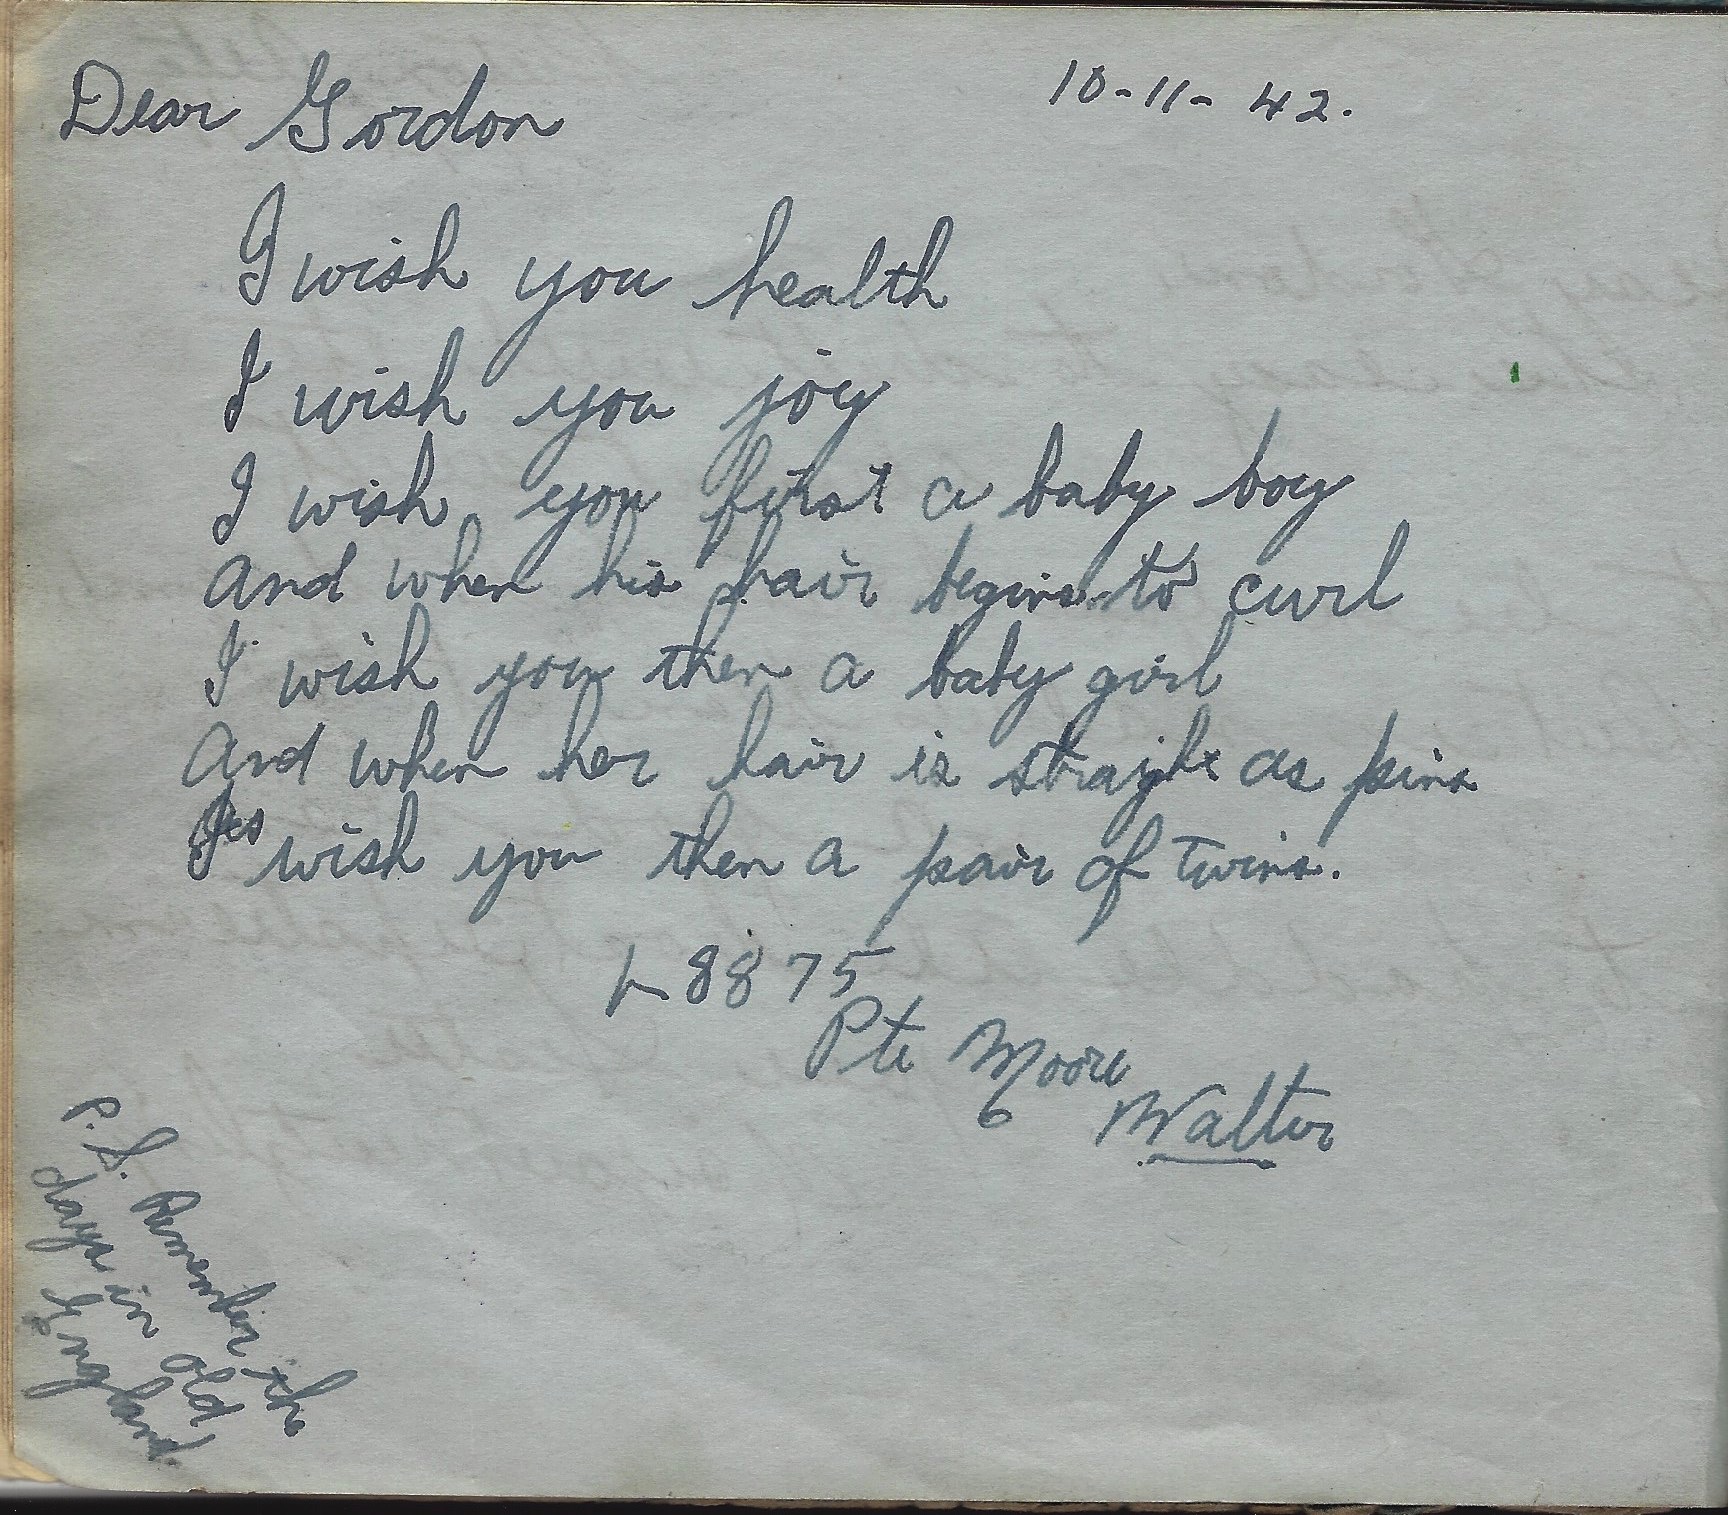 Dear Gordon
10-11-42.
I wish you health
I wish you joy
I wish you first a baby boy
And when his hair begins to curl
I wish you then a baby girl
And when her hair is straight as pins
I wish you then a pair of twins.
L 8875
Pte Moore
Walter
P.S. Remember the
days in old
England